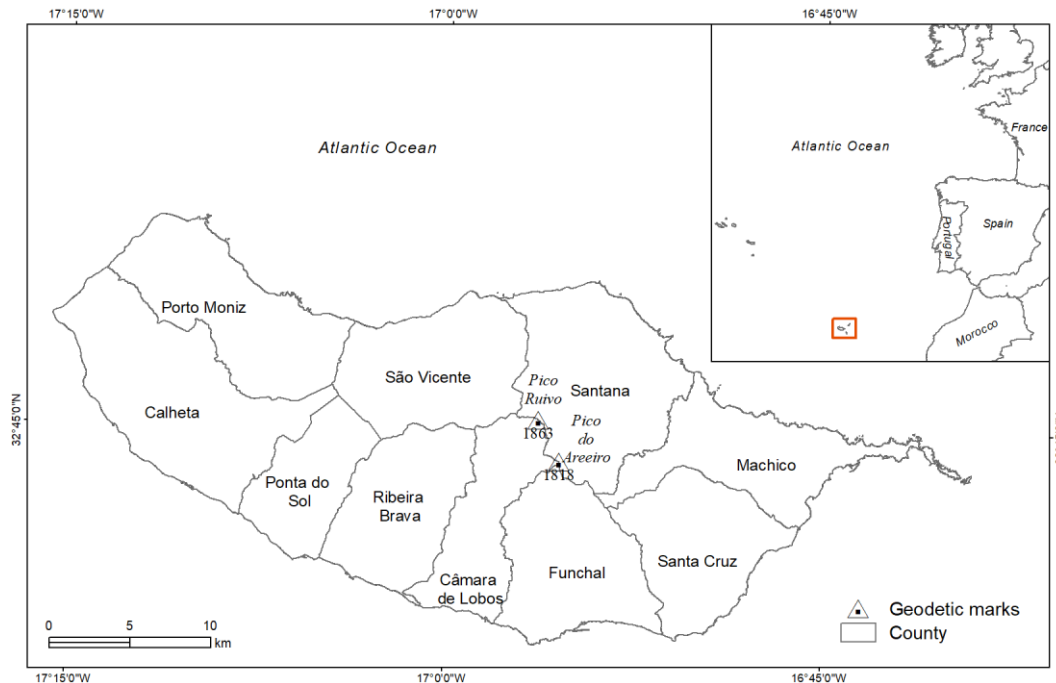 17°15'0"W
17°0'0"W
16°45'0"W
Atlantic Ocean
Atlantic Ocean
France
Spain
Portugal
Morocco
Porto Moniz
São Vicente
Santana
Pico
Ruivo
1863
Pico
do
Areeiro
1818
Calheta
32°45'0"N
Machico
Ponta do
Sol
Ribeira
Brava
Câmara
de Lobos
Funchal
Santa Cruz
Geodetic marks
County
0
5
10
km
17°15'0"W
17°0'0"W
16°45'0"W